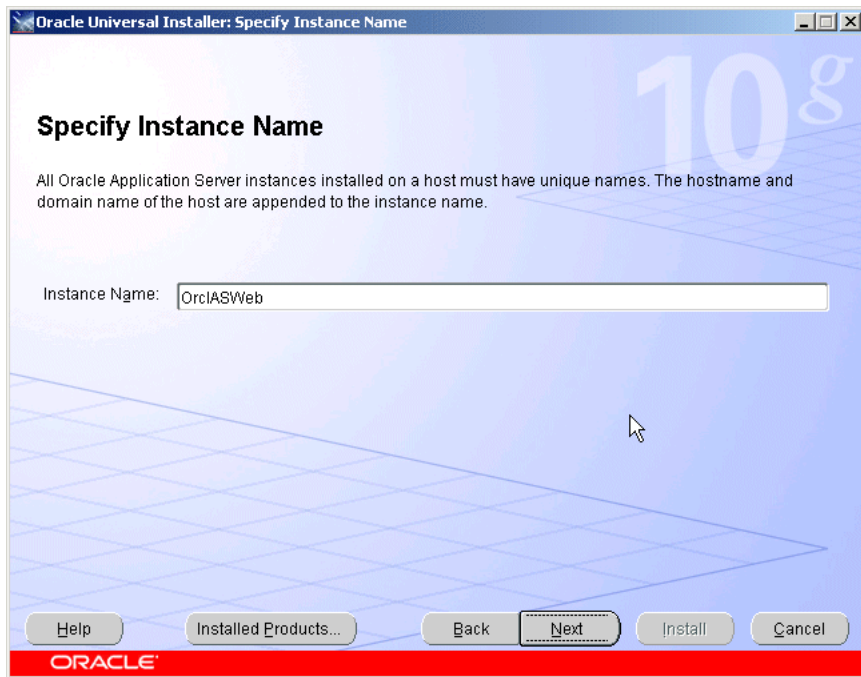 Oracle Universal Installer: Specify Instance Name
10g
Specify Instance Name
All Oracle Application Server instances installed on a host must have unique names. The hostname and
domain name of the host are appended to the instance name.
Instance Name: OrclASWeb
Help Installed Products... Back Next Install Cancel
ORACLE